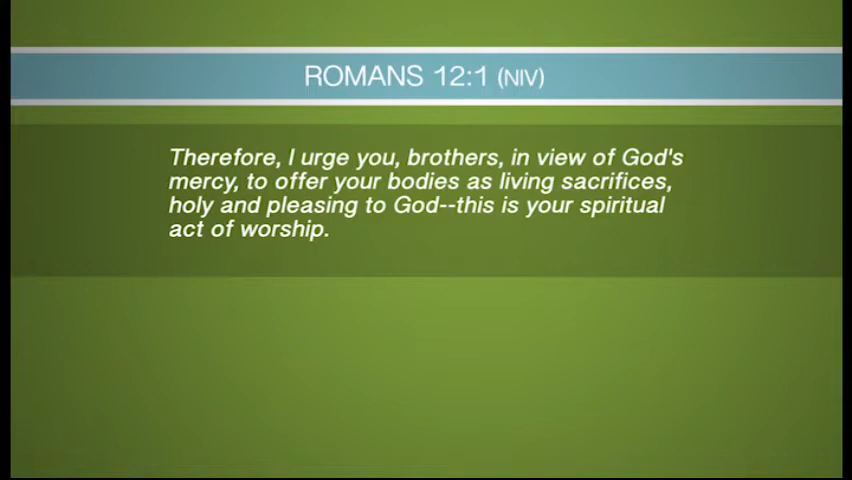 ROMANS 12:1 (NIV)
Therefore, I urge you, brothers, in view of God's
mercy, to offer your bodies as living sacrifices,
holy and pleasing to God--this is your spiritual
act of worship.